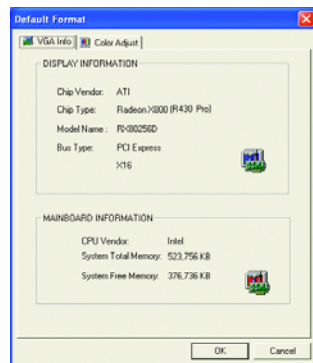 Default Format
VGA Info Color Adjust
DISPLAY INFORMATION
Chip Vendor: ATI
Chip Type: Radeon X800 (R430 Pro)
Model Name : RX80256D
Bus Type: PCI Express
X16
MAINBOARD INFORMATION
CPU Vendor: Intel
System Total Memory: 523,756 KB
System Free Memory: 376,736 KB
OK Cancel